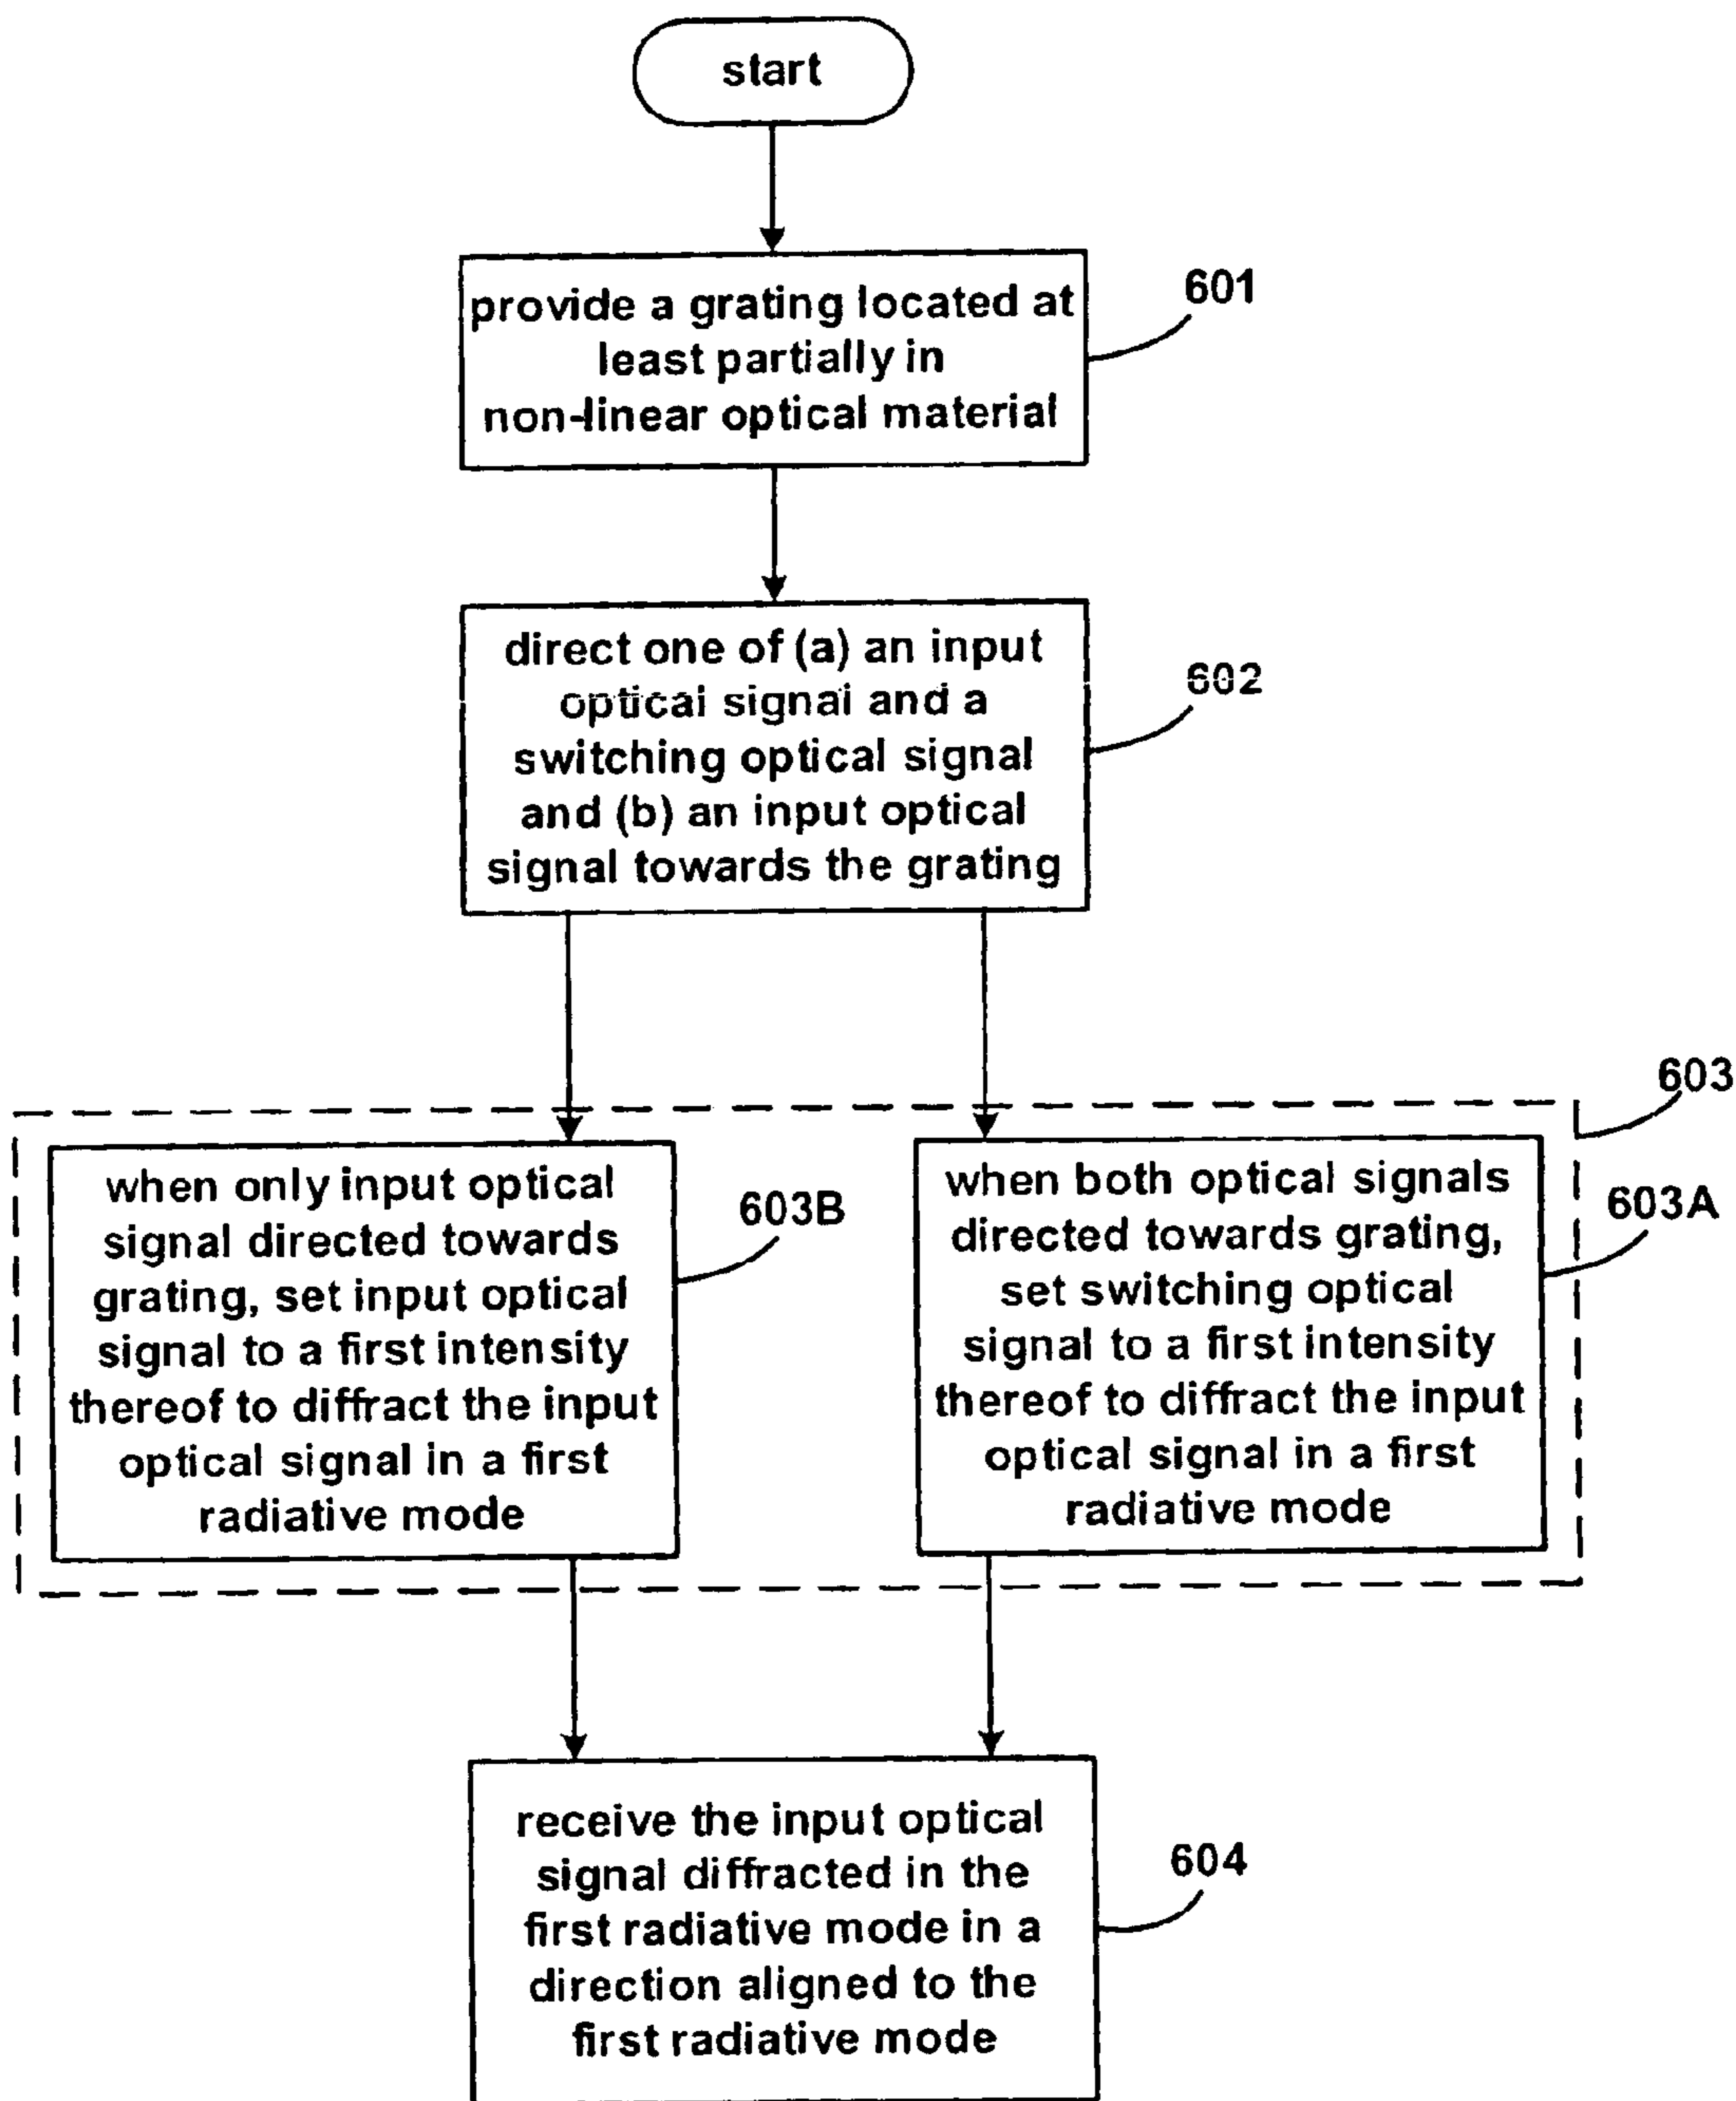 start
provide a grating located at
least partially in
non-linear optical material
601
direct one of (a) an input
optical signal and a
switching optical signal
and (b) an input optical
signal towards the grating
602
603
when only input optical
signal directed towards
grating, set input optical
signal to a first intensity
thereof to diffract the input
optical signal in a first
radiative mode
603B
when both optical signals
directed towards grating,
set switching optical
signal to a first intensity
thereof to diffract the input
optical signal in a first
radiative mode
603A
receive the input optical
signal diffracted in the
first radiative mode in a
direction aligned to the
first radiative mode
604